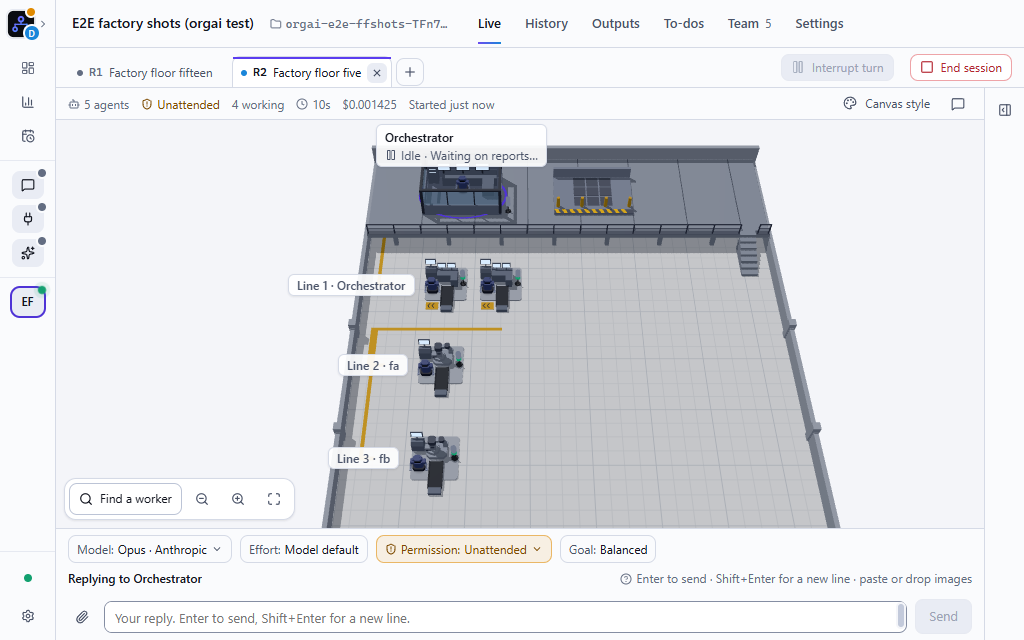 E2E factory shots (orgai test)
orgai-e2e-ffshots-TFn7…
Live
History
Outputs
To-dos
Team 5
Settings
D
R1 Factory floor fifteen
R2 Factory floor five
Interrupt turn
End session
5 agents
Unattended
4 working
10s
$0.001425
Started just now
Canvas style
Orchestrator
Idle · Waiting on reports…
EF
Line 1 · Orchestrator
Line 2 · fa
Line 3 · fb
Find a worker
Model: Opus · Anthropic
Effort: Model default
Permission: Unattended
Goal: Balanced
Replying to Orchestrator
Enter to send · Shift+Enter for a new line · paste or drop images
Your reply. Enter to send, Shift+Enter for a new line.
Send